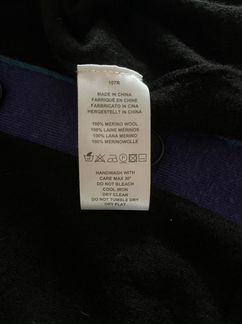 107R
MADE IN CHINA
FABRIQUÉ EN CHINE
FABBRICATO IN CINA
HERGESTELLT IN CHINA
100% MERINO WOOL
100% LAINE MÉRINOS
100% LANA MERINO
100% MERINOWOLLE
HANDWASH WITH
CARE MAX 30°
DO NOT BLEACH
COOL IRON
DRY CLEAN
DO NOT TUMBLE DRY
DRY FLAT